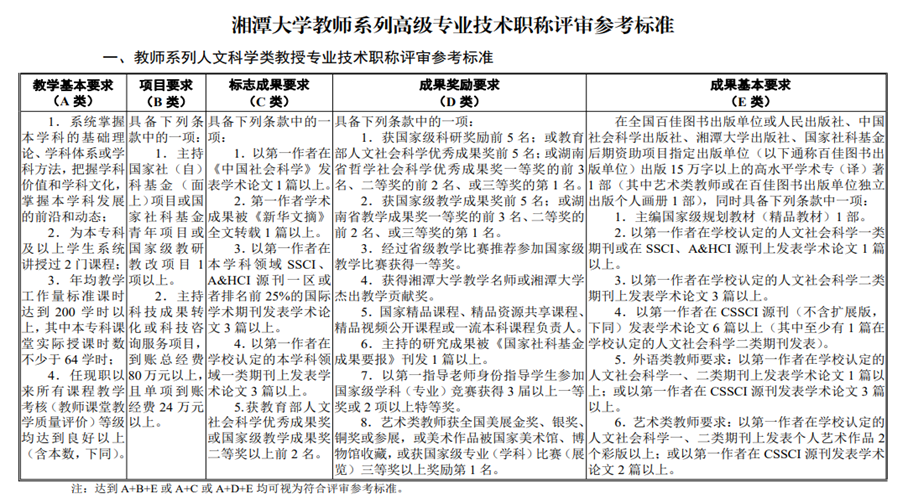 湘潭大学教师系列高级专业技术职称评审参考标准
一、教师系列人文科学类教授专业技术职称评审参考标准
教学基本要求
（A 类）
1．系统掌握
本学科的基础理
论、学科体系或学
科方法，把握学科
价值和学科文化，
掌握本学科发展
的前沿和动态；
2．为本专科
及以上学生系统
讲授过 2 门课程；
3．年均教学
工作量标准课时
达到 200 学时以
上，其中本专科课
堂实际授课时数
不少于 64 学时；
4．任现职以
来所有课程教学
考核（教师课堂教
学质量评价）等级
均达到良好以上
（含本数，下同）。
项目要求
（B 类）
具备下列条
款中的一项：
1．主持
国家社（自）
科基金（面
上）项目或国
家社科基金
青年项目或
国家级教研
教改项目 1
项以上。
2．主持
科技成果转
化或科技咨
询服务项目，
到账总经费
80 万元以上，
且单项到账
经费 24 万元
以上。
标志成果要求
（C 类）
具备下列条款中的一
项：
1．以第一作者在
《中国社会科学》发
表学术论文 1 篇以上。
2．第一作者学术
成果被《新华文摘》
全文转载 1 篇以上。
3．以第一作者在
本学科领域 SSCI、
A&HCI 源刊一区或
者排名前 25%的国际
学术期刊发表学术论
文 3 篇以上。
4．以第一作者在
学校认定的本学科领
域一类期刊上发表学
术论文 3 篇以上。
5.获教育部人文
社会科学优秀成果奖
或国家级教学成果奖
二等奖以上前 2 名。
成果奖励要求
（D 类）
具备下列条款中的一项：
1．获国家级科研奖励前 5 名；或教育
部人文社会科学优秀成果奖前 5 名；或湖南
省哲学社会科学优秀成果奖一等奖的前 3
名、二等奖的前 2 名、或三等奖的第 1 名。
2．获国家级教学成果奖前 5 名；或湖
南省教学成果奖一等奖的前 3 名、二等奖的
前 2 名、或三等奖的第 1 名。
3．经过省级教学比赛推荐参加国家级
教学比赛获得一等奖。
4．获得湘潭大学教学名师或湘潭大学
杰出教学贡献奖。
5．国家精品课程、精品资源共享课程、
精品视频公开课程或一流本科课程负责人。
6．主持的研究成果被《国家社科基金
成果要报》刊发 1 篇以上。
7．以第一指导老师身份指导学生参加
国家级学科（专业）竞赛获得 3 届以上一等
奖或 2 项以上特等奖。
8．艺术类教师获全国美展金奖、银奖、
铜奖或参展，或美术作品被国家美术馆、博
物馆收藏，或获国家级专业（学科）比赛（展
览）三等奖以上奖励第 1 名。
成果基本要求
（E 类）
在全国百佳图书出版单位或人民出版社、中国
社会科学出版社、湘潭大学出版社、国家社科基金
后期资助项目指定出版单位（以下通称百佳图书出
版单位）出版 15 万字以上的高水平学术专（译）著
1 部（其中艺术类教师或在百佳图书出版单位独立
出版个人画册 1 部），同时具备下列条款中一项：
1．主编国家级规划教材（精品教材）1 部。
2．以第一作者在学校认定的人文社会科学一类
期刊或在 SSCI、A&HCI 源刊上发表学术论文 1 篇
以上。
3．以第一作者在学校认定的人文社会科学二类
期刊上发表学术论文 3 篇以上。
4．以第一作者在 CSSCI 源刊（不含扩展版，
下同）发表学术论文 6 篇以上（其中至少有 1 篇在
学校认定的人文社会科学二类期刊发表）。
5．外语类教师要求：以第一作者在学校认定的
人文社会科学一、二类期刊上发表学术论文 1 篇以
上；或以第一作者在 CSSCI 源刊发表学术论文 3 篇
以上。
6．艺术类教师要求：以第一作者在学校认定的
人文社会科学一、二类期刊上发表个人艺术作品 2
个彩版以上；或以第一作者在 CSSCI 源刊发表学术
论文 2 篇以上。
注：达到 A+B+E 或 A+C 或 A+D+E 均可视为符合评审参考标准。